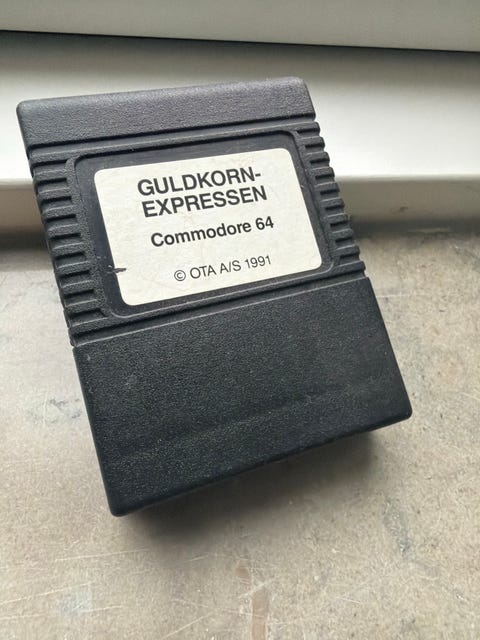 GULDKORN-
EXPRESSEN
Commodore 64
© OTA A/S 1991